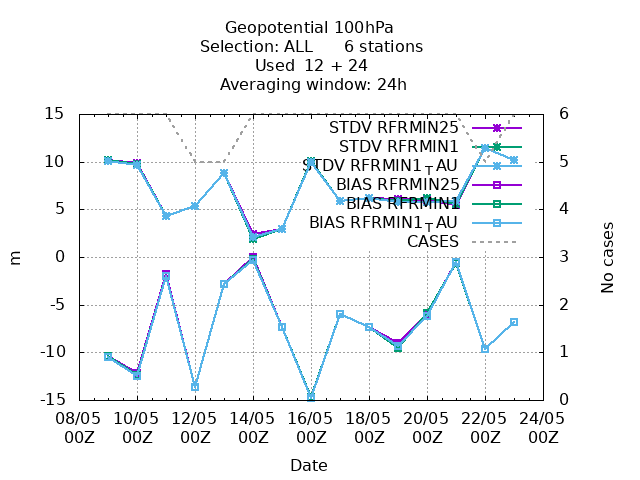 Geopotential 100hPa
Selection: ALL      6 stations
Used  12 + 24
Averaging window: 24h
STDV RFRMIN25
STDV RFRMIN1
STDV RFRMIN1_TAU
BIAS RFRMIN25
BIAS RFRMIN1
BIAS RFRMIN1_TAU
CASES
15
10
5
0
-5
-10
-15
6
5
4
3
2
1
0
m
No cases
08/05 10/05 12/05 14/05 16/05 18/05 20/05 22/05 24/05
00Z 00Z 00Z 00Z 00Z 00Z 00Z 00Z 00Z
Date